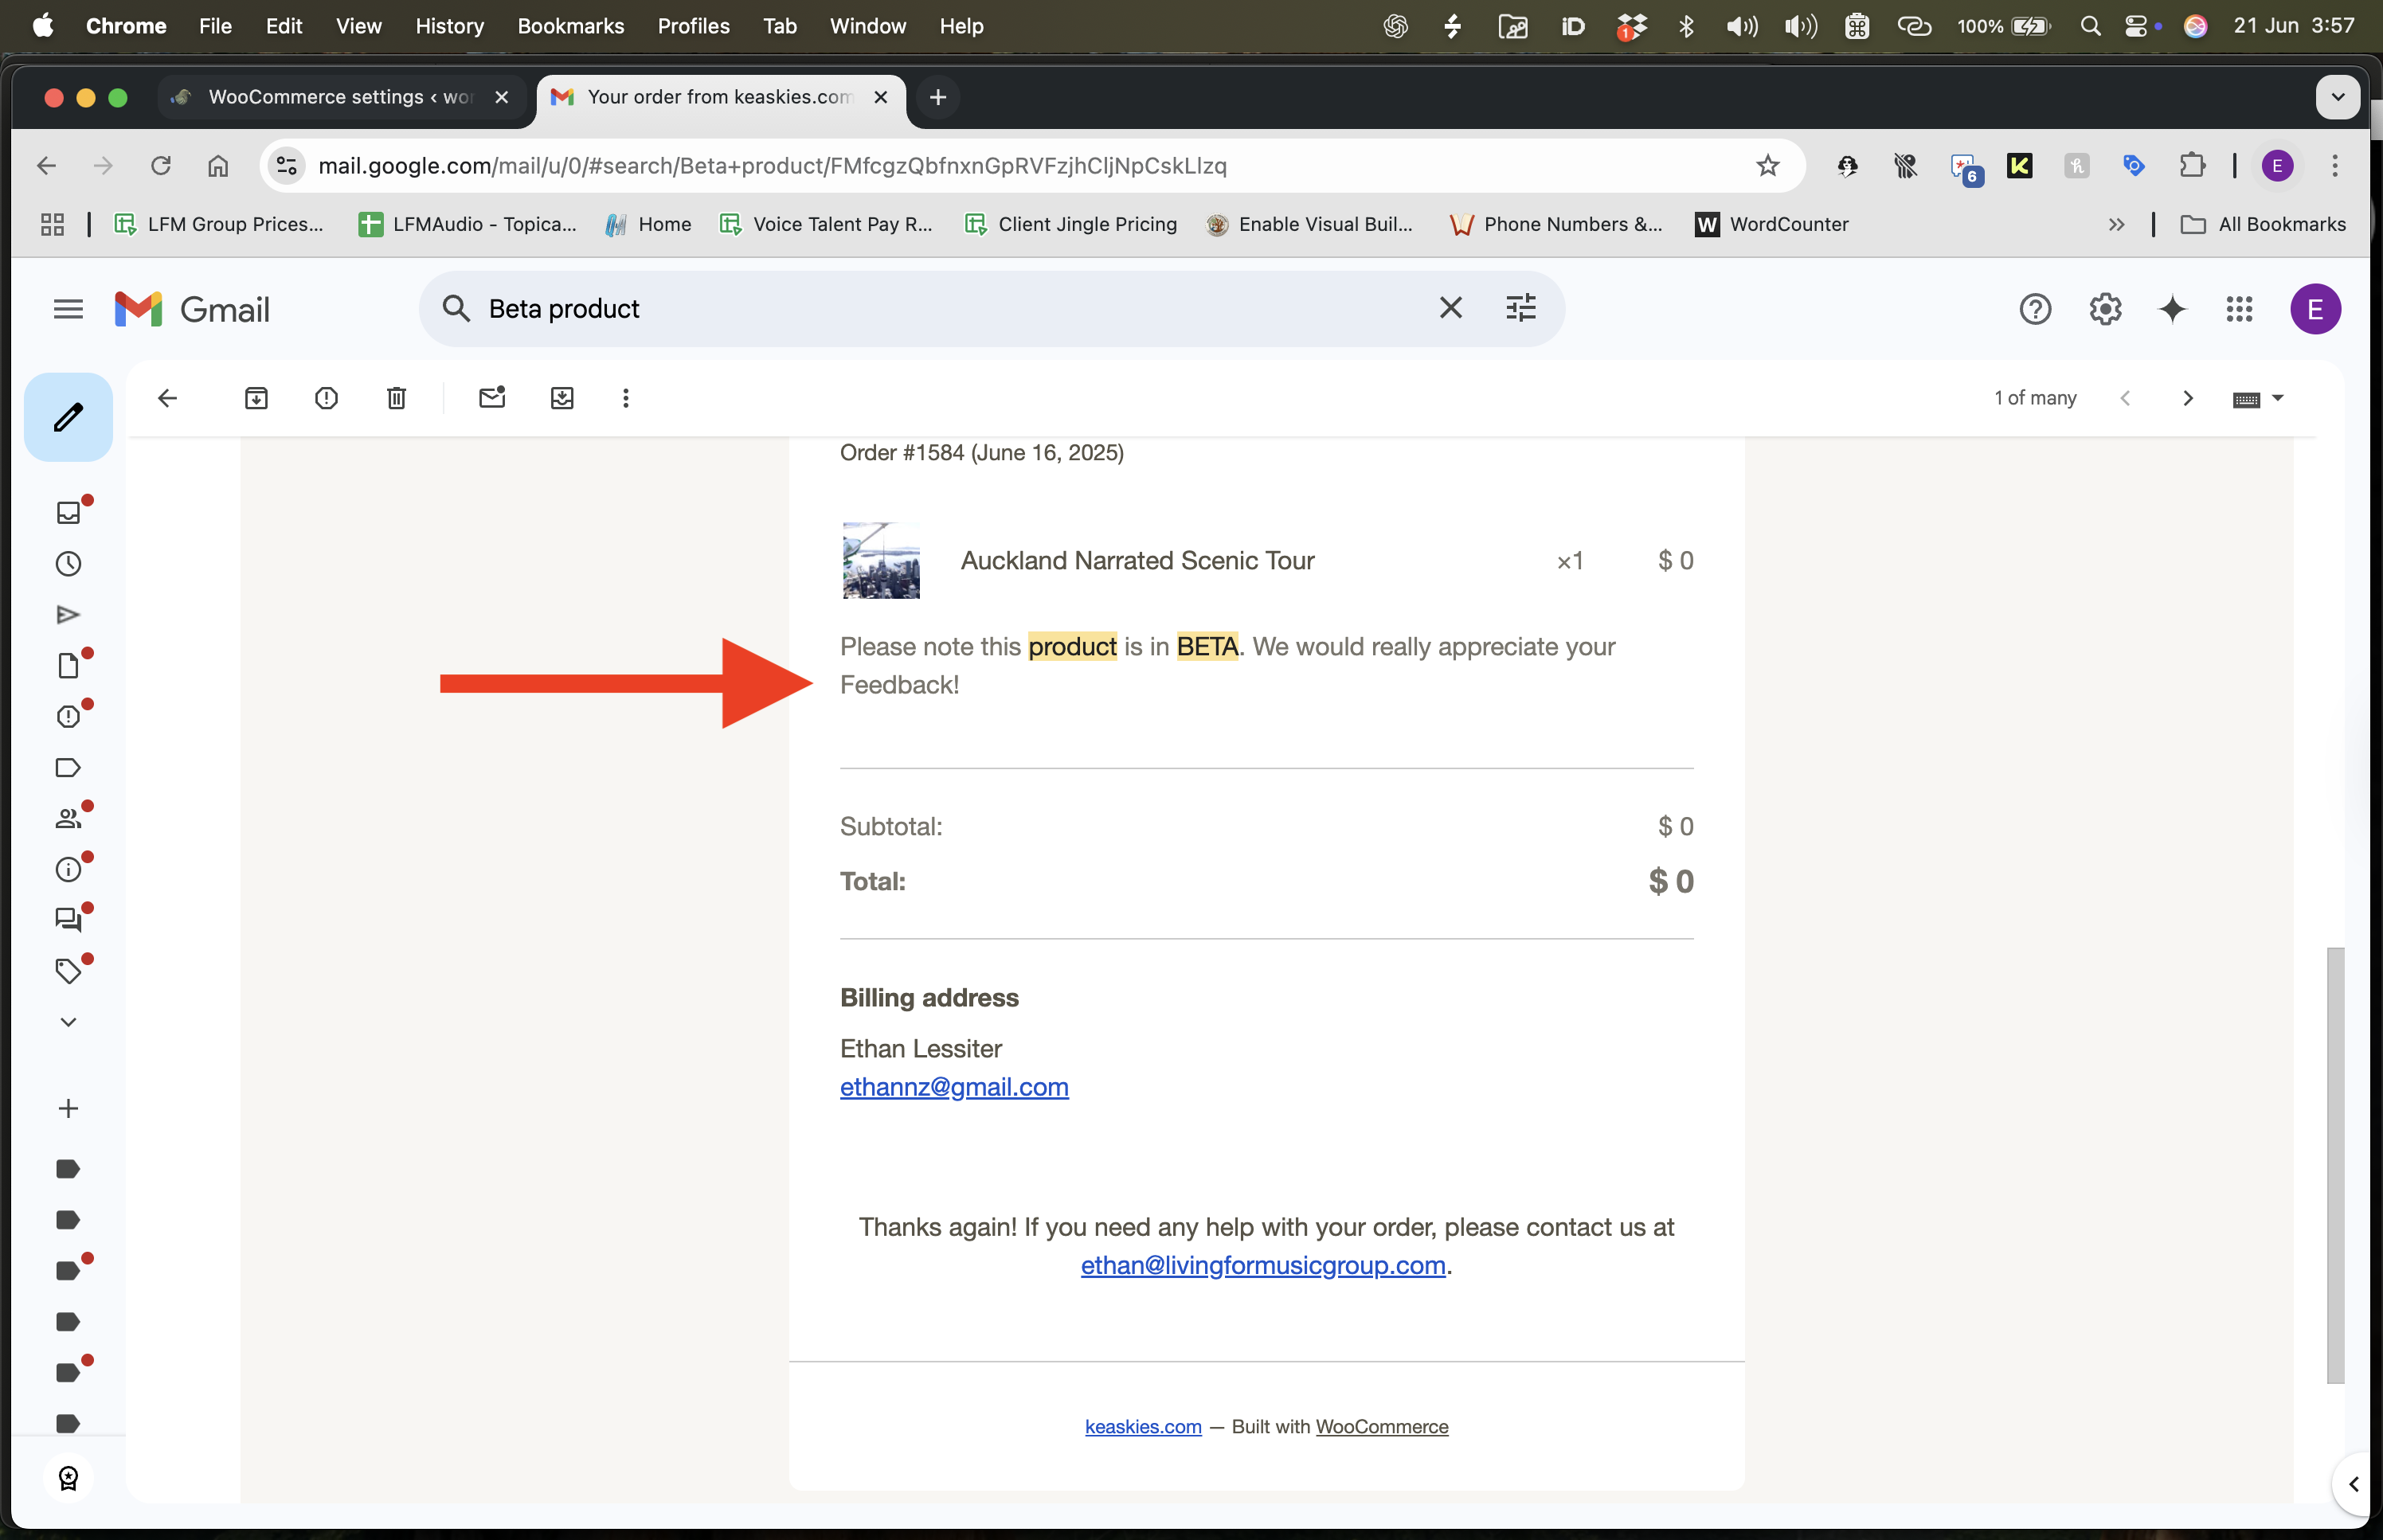 Chrome File Edit View History Bookmarks Profiles Tab Window Help 1 100% 21 Jun 3:57
WooCommerce settings ‹ wor Your order from keaskies.com
mail.google.com/mail/u/0/#search/Beta+product/FMfcgzQbfnxnGpRVFzjhCljNpCskLlzq 6 E
LFM Group Prices... LFMAudio - Topica... Home Voice Talent Pay R... Client Jingle Pricing Enable Visual Buil... Phone Numbers &... W WordCounter » All Bookmarks
Gmail Beta product E
1 of many
Order #1584 (June 16, 2025)
Auckland Narrated Scenic Tour ×1 $ 0
Please note this product is in BETA. We would really appreciate your
Feedback!
Subtotal: $ 0
Total: $ 0
Billing address
Ethan Lessiter
ethannz@gmail.com
Thanks again! If you need any help with your order, please contact us at
ethan@livingformusicgroup.com.
keaskies.com — Built with WooCommerce